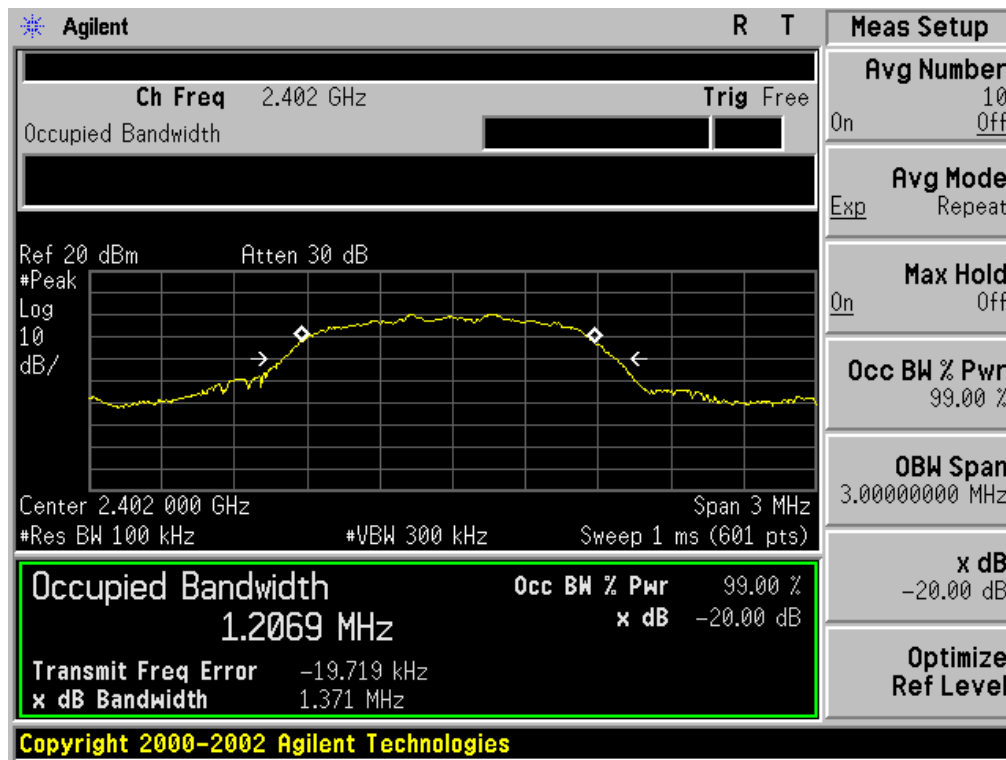 Agilent R T
Ch Freq 2.402 GHz Trig Free
Occupied Bandwidth
Ref 20 dBm Atten 30 dB
#Peak
Log
10
dB/
Center 2.402 000 GHz Span 3 MHz
#Res BW 100 kHz #VBW 300 kHz Sweep 1 ms (601 pts)
Occupied Bandwidth
1.2069 MHz
Occ BW % Pwr 99.00 %
x dB -20.00 dB
Transmit Freq Error -19.719 kHz
x dB Bandwidth 1.371 MHz
Copyright 2000-2002 Agilent Technologies
Meas Setup
Avg Number
10
On Off
Avg Mode
Exp Repeat
Max Hold
On Off
Occ BW % Pwr
99.00 %
OBW Span
3.00000000 MHz
x dB
-20.00 dB
Optimize
Ref Level